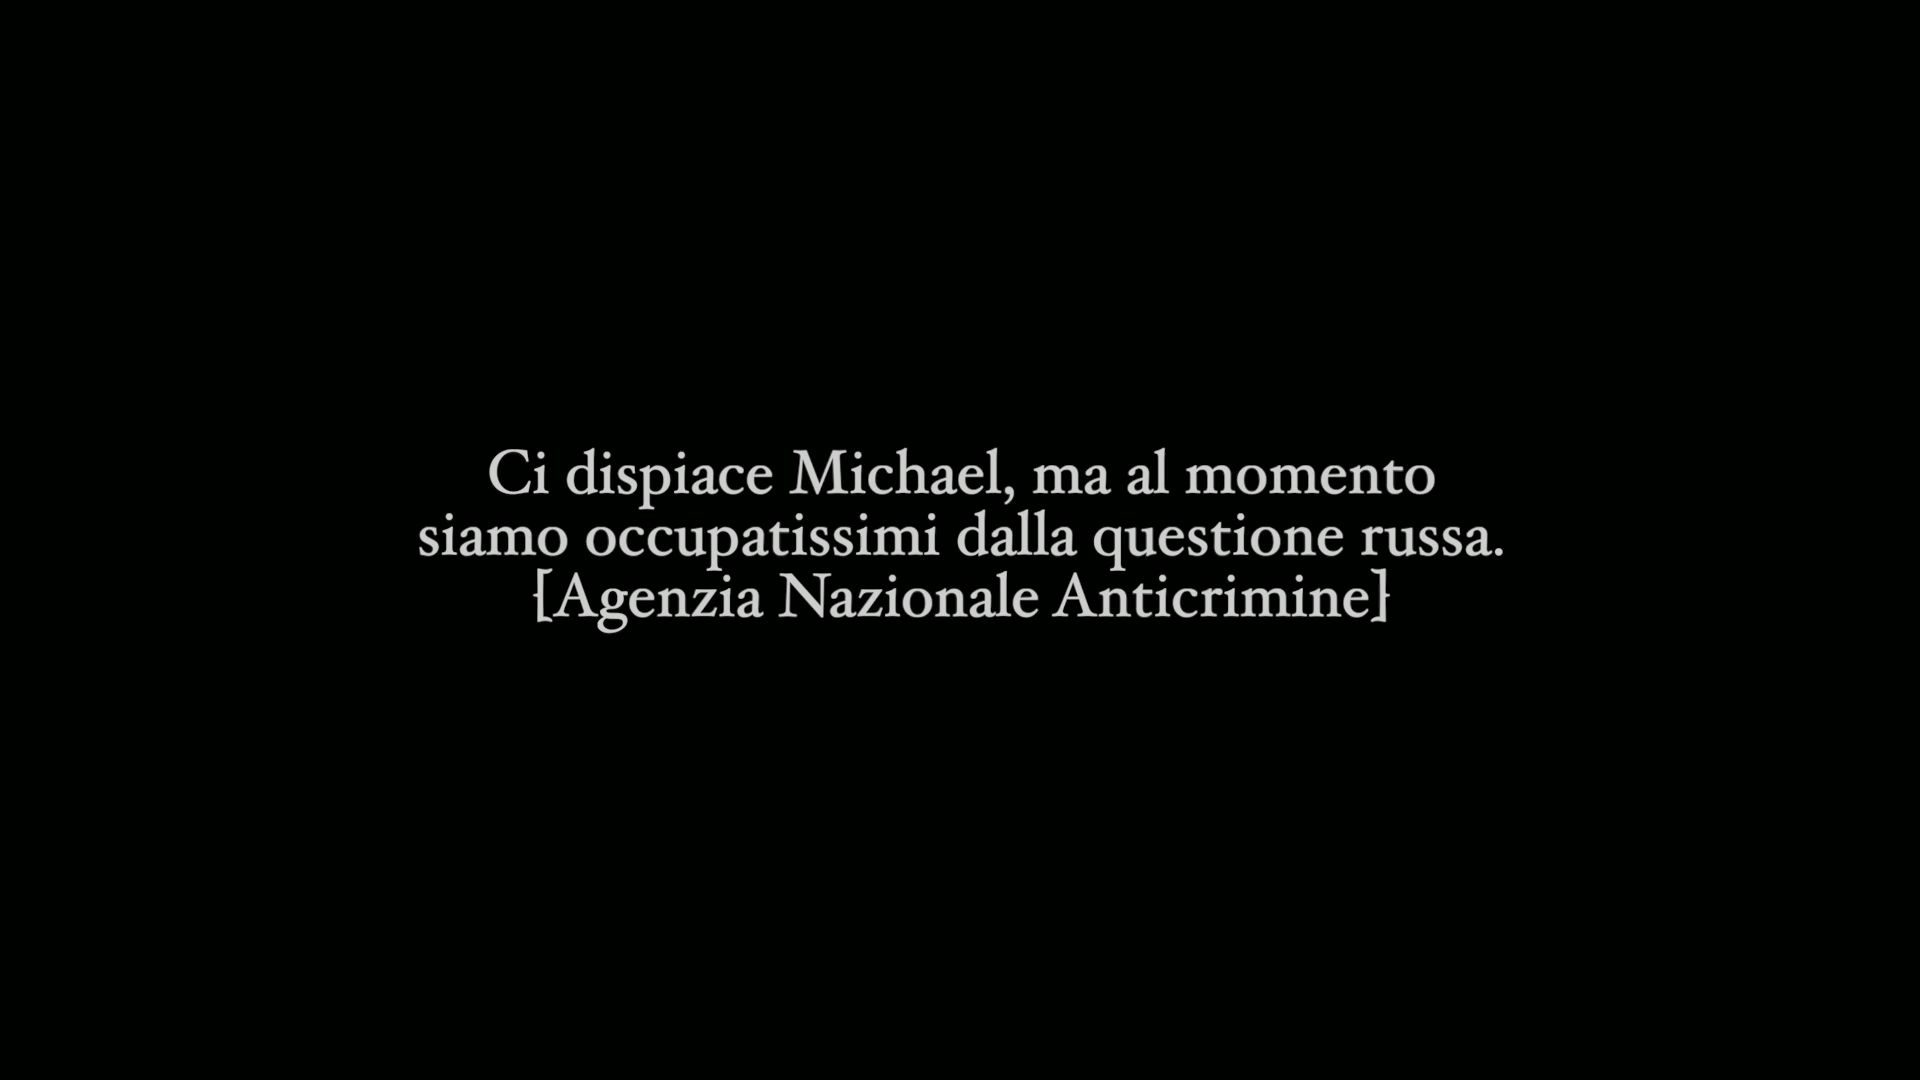 Ci dispiace Michael, ma al momento
siamo occupatissimi dalla questione russa.
[Agenzia Nazionale Anticrimine]